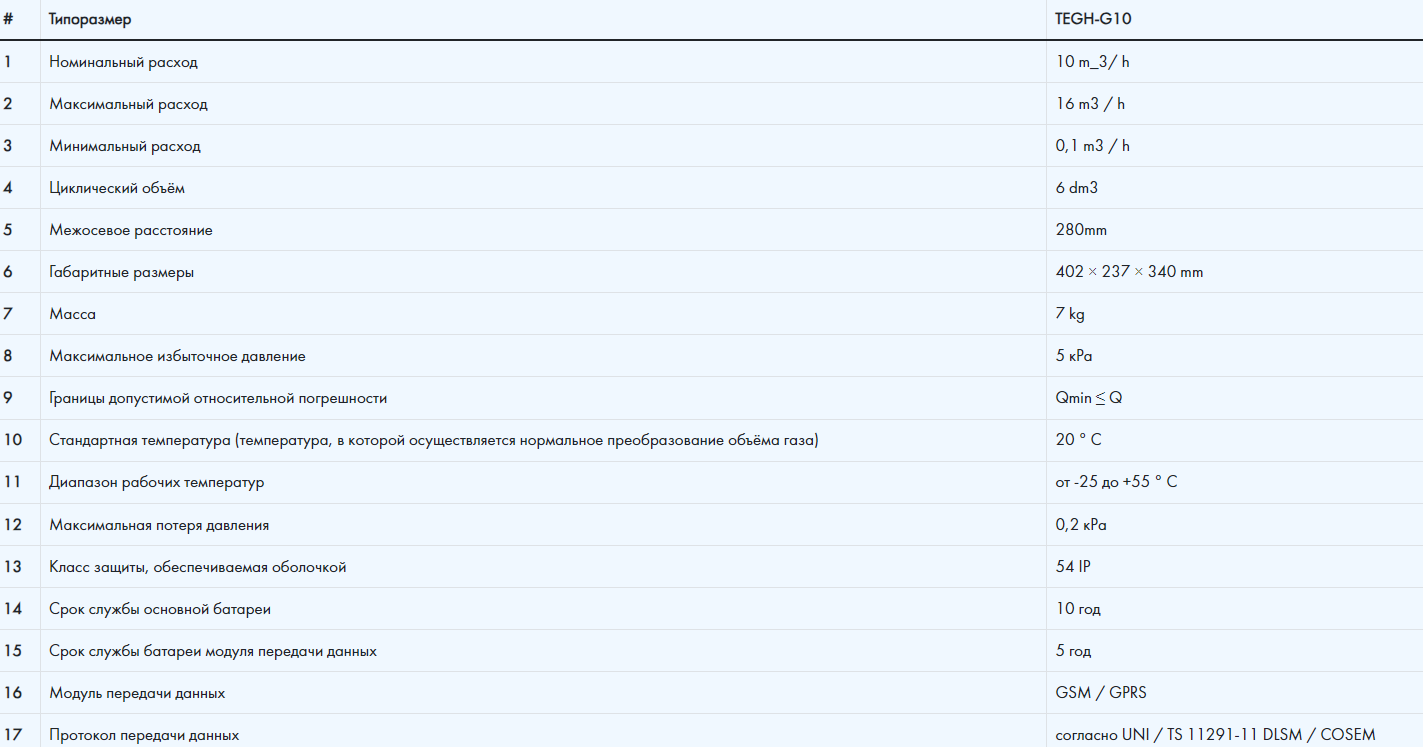 # Типоразмер TEGH-G10
1 Номинальный расход 10 m_3/ h
2 Максимальный расход 16 m3 / h
3 Минимальный расход 0,1 m3 / h
4 Циклический объём 6 dm3
5 Межосевое расстояние 280mm
6 Габаритные размеры 402 × 237 × 340 mm
7 Масса 7 kg
8 Максимальное избыточное давление 5 кPa
9 Границы допустимой относительной погрешности Qmin ≤ Q
10 Стандартная температура (температура, в которой осуществляется нормальное преобразование объёма газа) 20 ° C
11 Диапазон рабочих температур от -25 до +55 ° C
12 Максимальная потеря давления 0,2 кPa
13 Класс защиты, обеспечиваемая оболочкой 54 IP
14 Срок службы основной батареи 10 год
15 Срок службы батареи модуля передачи данных 5 год
16 Модуль передачи данных GSM / GPRS
17 Протокол передачи данных согласно UNI / TS 11291-11 DLSM / COSEM